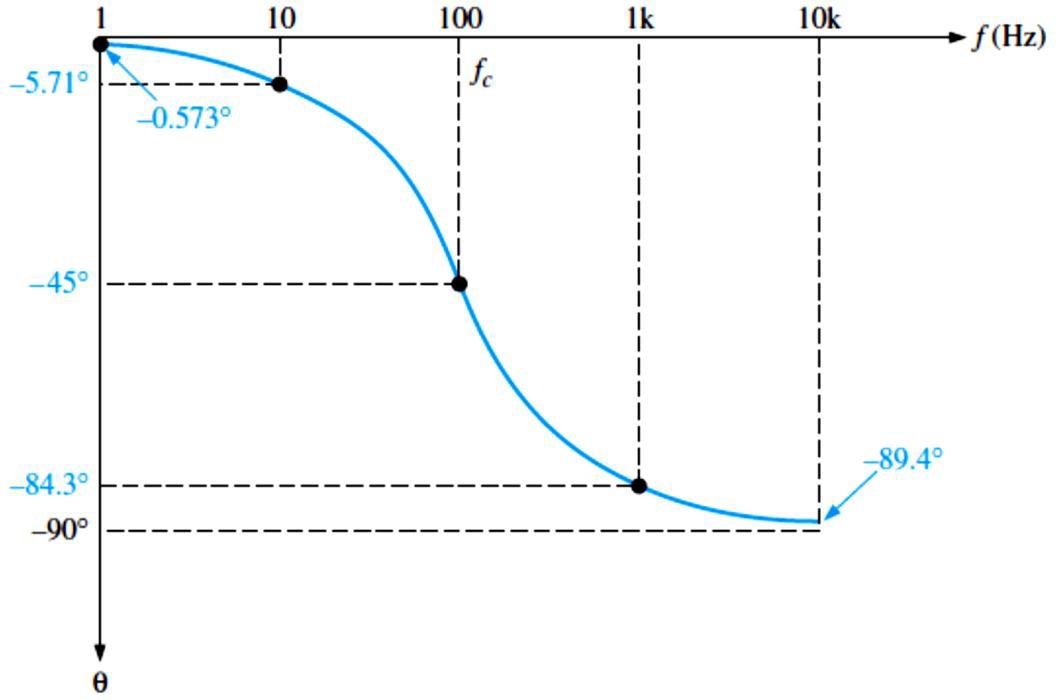 1 10 100 1k 10k
f (Hz)
f_c
–5.71°
–0.573°
–45°
–89.4°
–84.3°
–90°
θ